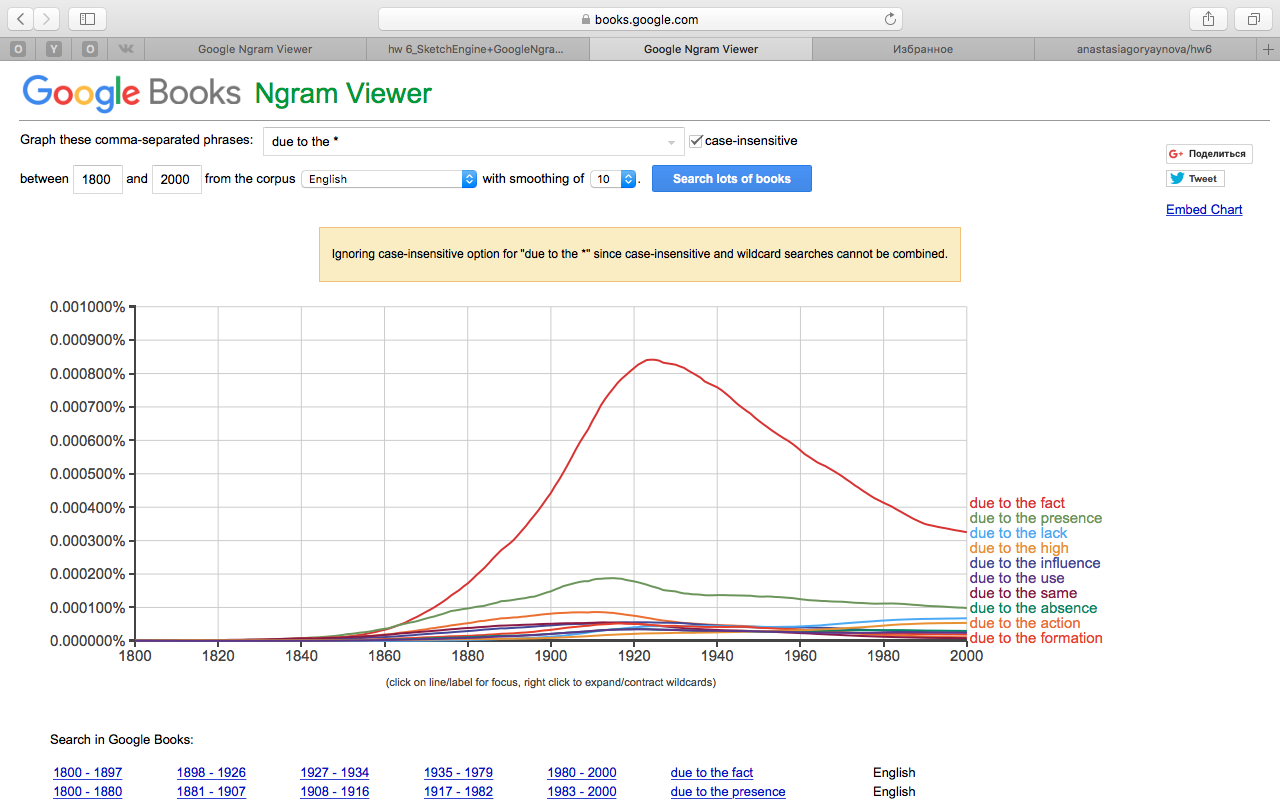 books.google.com
O Y O Google Ngram Viewer hw 6_SketchEngine+GoogleNgra... Google Ngram Viewer Избранное anastasiagoryaynova/hw6 +
Google Books Ngram Viewer
Graph these comma-separated phrases: due to the * case-insensitive
between 1800 and 2000 from the corpus English with smoothing of 10 . Search lots of books
G+ Поделиться
Tweet
Embed Chart
Ignoring case-insensitive option for "due to the *" since case-insensitive and wildcard searches cannot be combined.
0.001000%
0.000900%
0.000800%
0.000700%
0.000600%
0.000500%
0.000400%
0.000300%
0.000200%
0.000100%
0.000000%
1800 1820 1840 1860 1880 1900 1920 1940 1960 1980 2000
due to the fact
due to the presence
due to the lack
due to the high
due to the influence
due to the use
due to the same
due to the absence
due to the action
due to the formation
(click on line/label for focus, right click to expand/contract wildcards)
Search in Google Books:
1800 - 1897 1898 - 1926 1927 - 1934 1935 - 1979 1980 - 2000 due to the fact English
1800 - 1880 1881 - 1907 1908 - 1916 1917 - 1982 1983 - 2000 due to the presence English